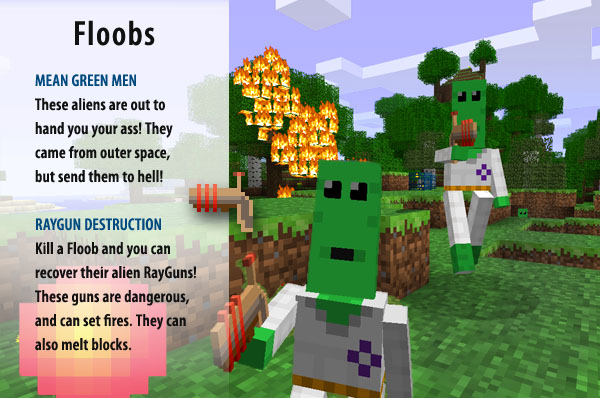 Floobs
MEAN GREEN MEN
These aliens are out to
hand you your ass! They
came from outer space,
but send them to hell!
RAYGUN DESTRUCTION
Kill a Floob and you can
recover their alien RayGuns!
These guns are dangerous,
and can set fires. They can
also melt blocks.